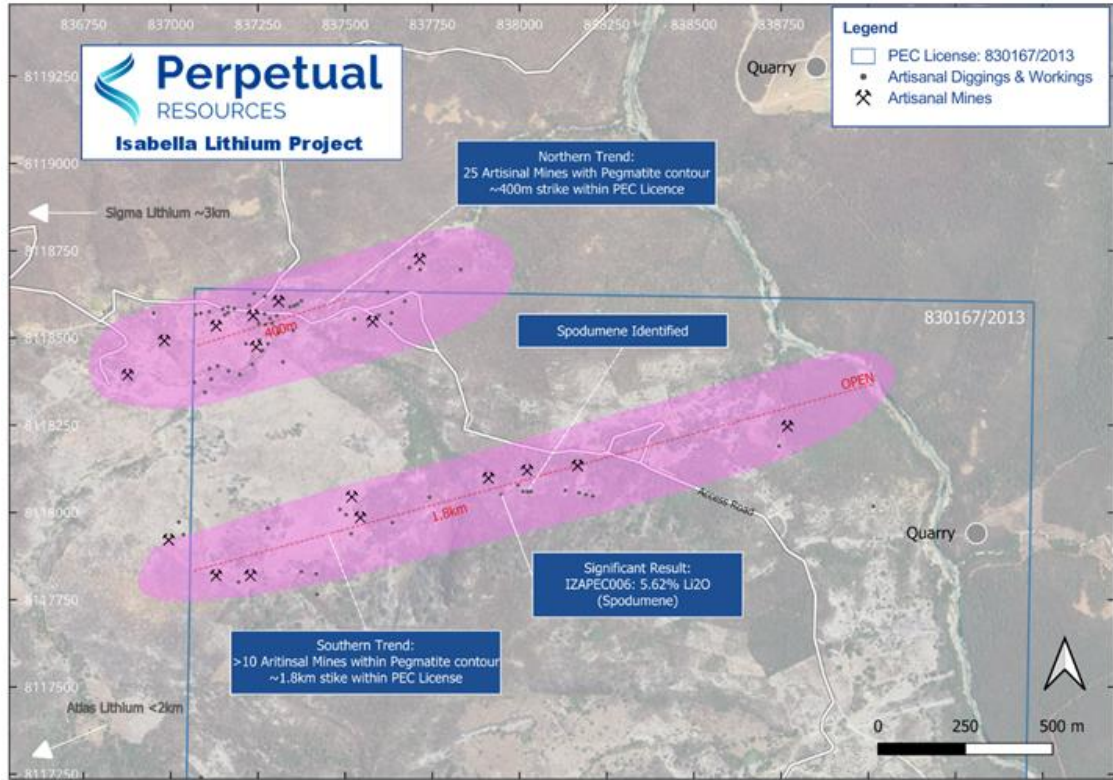 836750 837000 837250 837500 837750 838000 838250 838500 838750
Perpetual
RESOURCES
Isabella Lithium Project
Legend
PEC License: 830167/2013
Artisanal Diggings & Workings
Artisanal Mines
Quarry
8119250
8119000
8118750
8118500
8118250
8118000
8117750
8117500
8117250
Northern Trend:
25 Artisinal Mines with Pegmatite contour
~400m strike within PEC Licence
Sigma Lithium ~3km
400m
Spodumene Identified
830167/2013
OPEN
1.8km
Access Road
Quarry
Significant Result:
IZAPEC006: 5.62% Li2O
(Spodumene)
Southern Trend:
>10 Aritinsal Mines within Pegmatite contour
~1.8km stike within PEC License
Atlas Lithium <2km
0 250 500 m